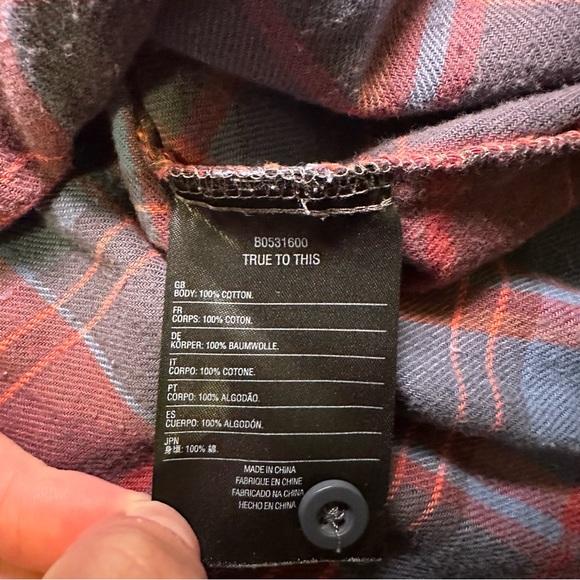 B0531600
TRUE TO THIS
GB
BODY: 100% COTTON.
FR
CORPS: 100% COTON.
DE
KÖRPER: 100% BAUMWOLLE.
IT
CORPO: 100% COTONE.
PT
CORPO: 100% ALGODÃO.
ES
CUERPO: 100% ALGODÓN.
JPN
身頃: 100% 綿.
MADE IN CHINA
FABRIQUE EN CHINE
FABRICADO NA CHINA
HECHO EN CHINA